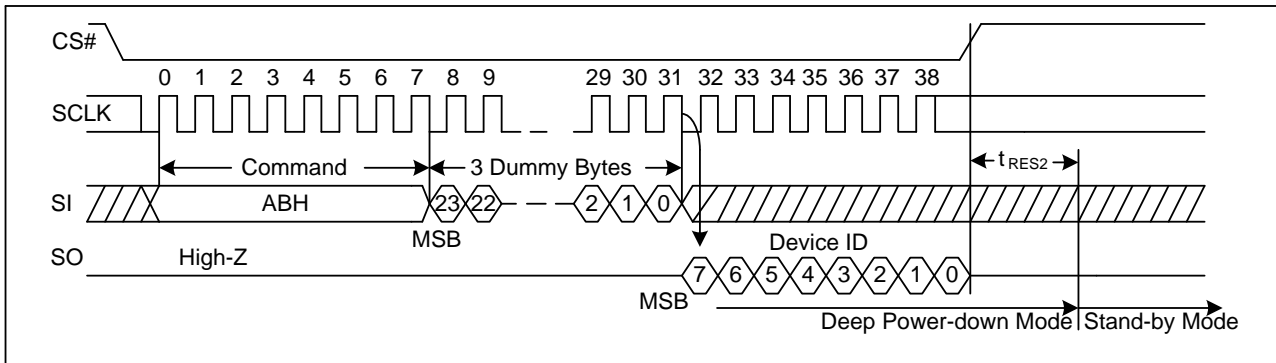 CS#
0 1 2 3 4 5 6 7 8 9 29 30 31 32 33 34 35 36 37 38
SCLK
Command 3 Dummy Bytes tRES2
SI ABH 23 22 2 1 0
MSB
SO High-Z Device ID
7 6 5 4 3 2 1 0
MSB
Deep Power-down Mode Stand-by Mode